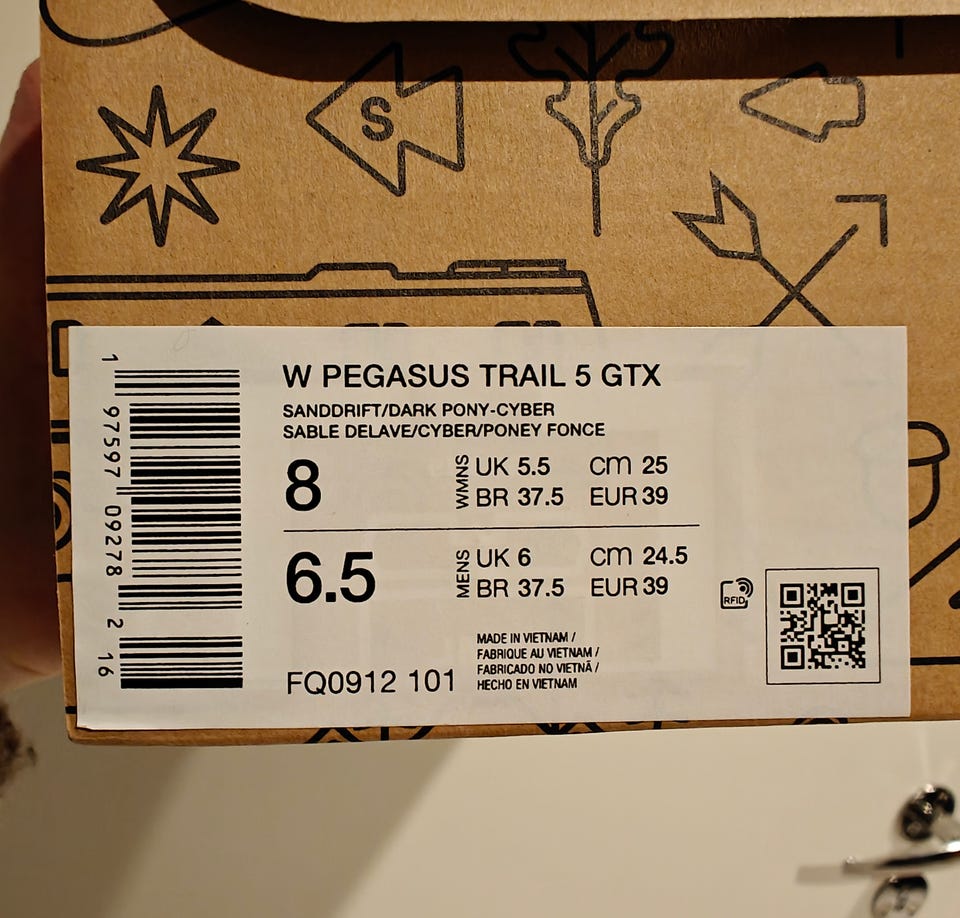 S
W PEGASUS TRAIL 5 GTX
SANDDRIFT/DARK PONY-CYBER
SABLE DELAVE/CYBER/PONEY FONCE
8
WMNS
UK 5.5 cm 25
BR 37.5 EUR 39
6.5
MENS
UK 6 cm 24.5
BR 37.5 EUR 39
RFID
MADE IN VIETNAM /
FABRIQUE AU VIETNAM /
FABRICADO NO VIETNÃ /
HECHO EN VIETNAM
FQ0912 101
1 97597 09278 2 16